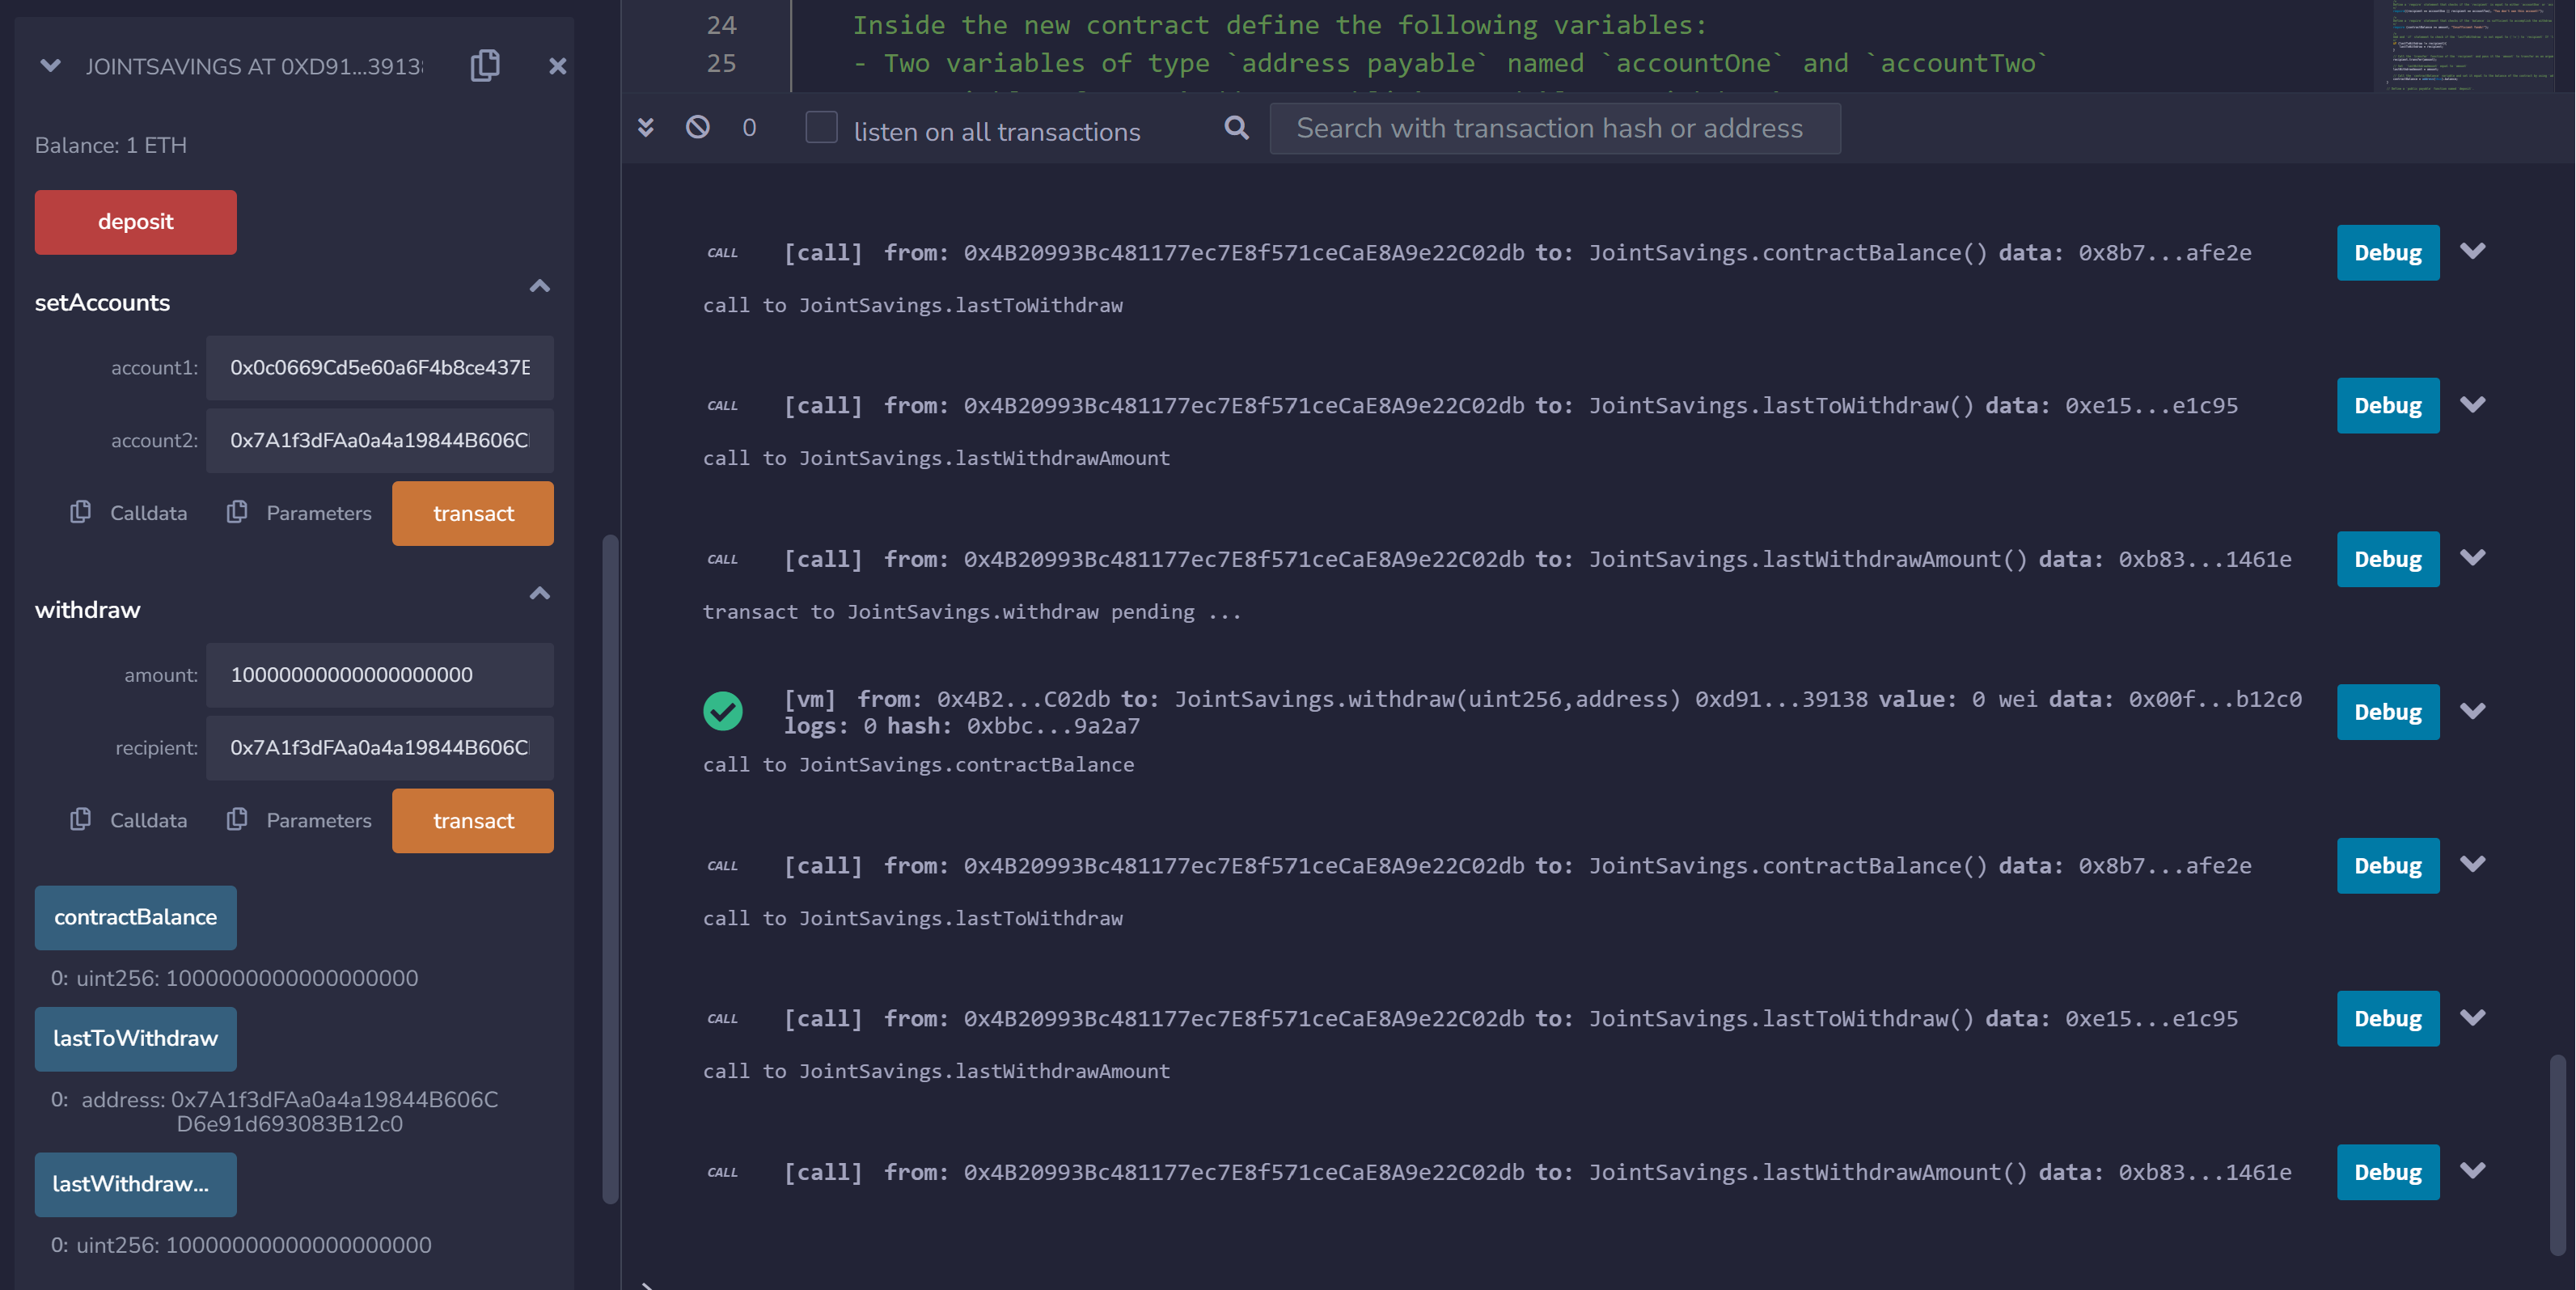 JOINTSAVINGS AT 0XD91...3913
Balance: 1 ETH
deposit
setAccounts
account1: 0x0c0669Cd5e60a6F4b8ce437E
account2: 0x7A1f3dFAa0a4a19844B606C
Calldata Parameters transact
withdraw
amount: 10000000000000000000
recipient: 0x7A1f3dFAa0a4a19844B606C
Calldata Parameters transact
contractBalance
0: uint256: 1000000000000000000
lastToWithdraw
0: address: 0x7A1f3dFAa0a4a19844B606C
D6e91d693083B12c0
lastWithdraw...
0: uint256: 10000000000000000000
24 Inside the new contract define the following variables:
25 - Two variables of type `address payable` named `accountOne` and `accountTwo`
0 listen on all transactions Search with transaction hash or address
CALL [call] from: 0x4B20993Bc481177ec7E8f571ceCaE8A9e22C02db to: JointSavings.contractBalance() data: 0x8b7...afe2e Debug
call to JointSavings.lastToWithdraw
CALL [call] from: 0x4B20993Bc481177ec7E8f571ceCaE8A9e22C02db to: JointSavings.lastToWithdraw() data: 0xe15...e1c95 Debug
call to JointSavings.lastWithdrawAmount
CALL [call] from: 0x4B20993Bc481177ec7E8f571ceCaE8A9e22C02db to: JointSavings.lastWithdrawAmount() data: 0xb83...1461e Debug
transact to JointSavings.withdraw pending ...
[vm] from: 0x4B2...C02db to: JointSavings.withdraw(uint256,address) 0xd91...39138 value: 0 wei data: 0x00f...b12c0 Debug
logs: 0 hash: 0xbbc...9a2a7
call to JointSavings.contractBalance
CALL [call] from: 0x4B20993Bc481177ec7E8f571ceCaE8A9e22C02db to: JointSavings.contractBalance() data: 0x8b7...afe2e Debug
call to JointSavings.lastToWithdraw
CALL [call] from: 0x4B20993Bc481177ec7E8f571ceCaE8A9e22C02db to: JointSavings.lastToWithdraw() data: 0xe15...e1c95 Debug
call to JointSavings.lastWithdrawAmount
CALL [call] from: 0x4B20993Bc481177ec7E8f571ceCaE8A9e22C02db to: JointSavings.lastWithdrawAmount() data: 0xb83...1461e Debug